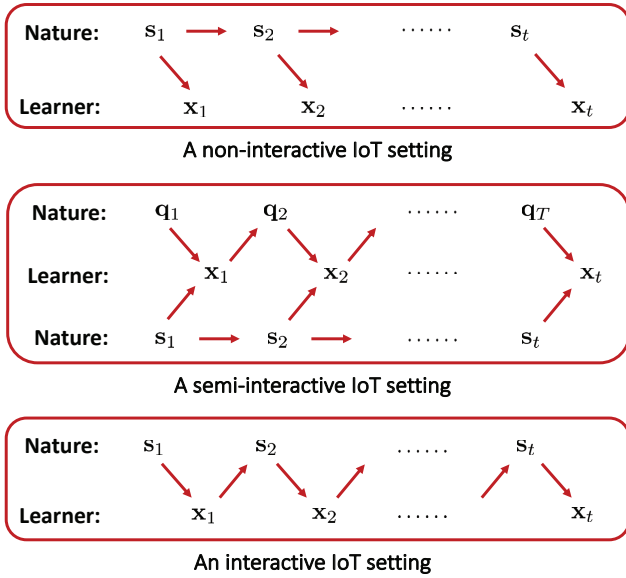 Nature: s₁ s₂ ⋯⋯ sₜ
Learner: x₁ x₂ ⋯⋯ xₜ
A non-interactive IoT setting
Nature: q₁ q₂ ⋯⋯ q_T
Learner: x₁ x₂ ⋯⋯ xₜ
Nature: s₁ s₂ ⋯⋯ sₜ
A semi-interactive IoT setting
Nature: s₁ s₂ ⋯⋯ sₜ
Learner: x₁ x₂ ⋯⋯ xₜ
An interactive IoT setting